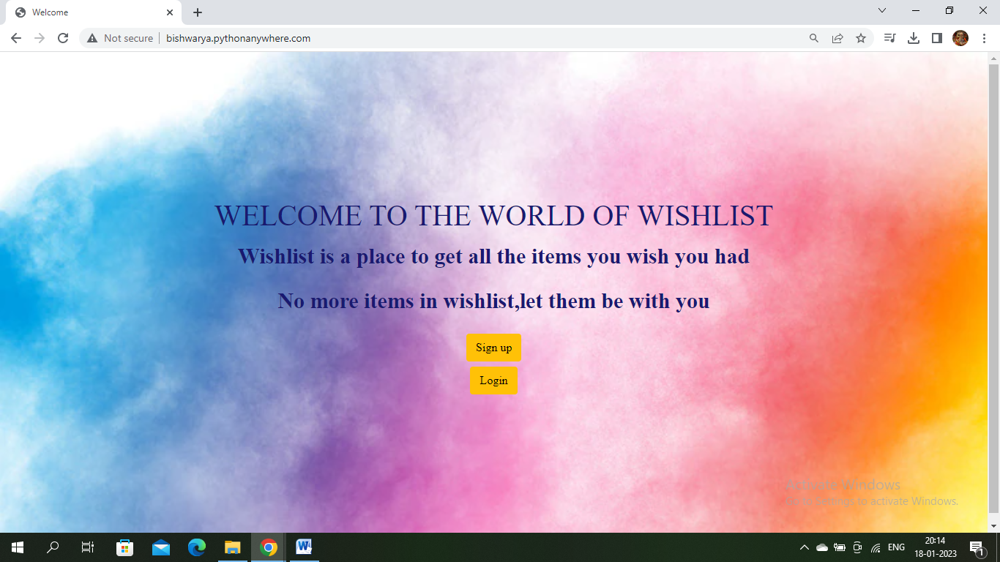 Welcome
Not secure
bishwarya.pythonanywhere.com
WELCOME TO THE WORLD OF WISHLIST
Wishlist is a place to get all the items you wish you had
No more items in wishlist,let them be with you
Sign up
Login
Activate Windows
Go to Settings to activate Windows.
W
ENG
20:14
18-01-2023
1